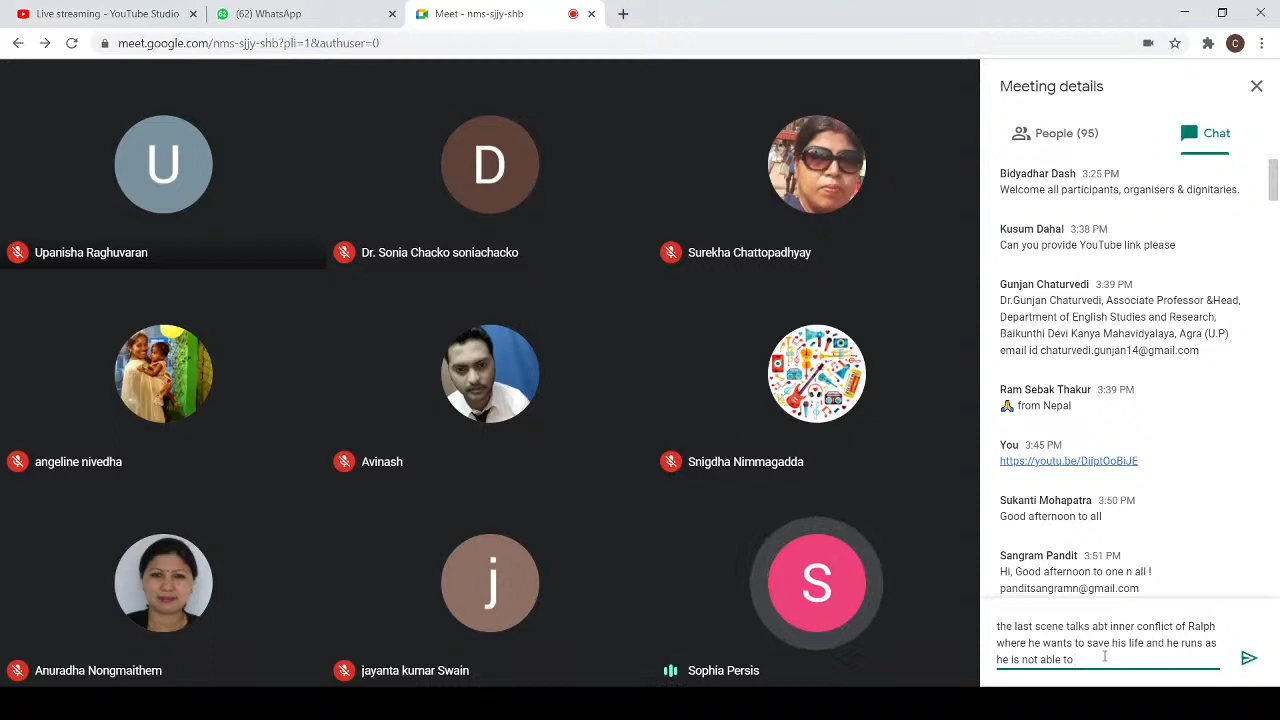 Live streaming - YouTube Studio
62
(62) WhatsApp
Meet - nms-sjjy-shb
meet.google.com/nms-sjjy-shb?pli=1&authuser=0
C
Meeting details
People (95)
Chat
U
Upanisha Raghuvaran
D
Dr. Sonia Chacko soniachacko
Surekha Chattopadhyay
angeline nivedha
Avinash
Snigdha Nimmagadda
Anuradha Nongmaithem
j
jayanta kumar Swain
S
Sophia Persis
Bidyadhar Dash 3:25 PM
Welcome all participants, organisers & dignitaries.
Kusum Dahal 3:38 PM
Can you provide YouTube link please
Gunjan Chaturvedi 3:39 PM
Dr.Gunjan Chaturvedi, Associate Professor &Head,
Department of English Studies and Research,
Baikunthi Devi Kanya Mahavidyalaya, Agra (U.P)
email id chaturvedi.gunjan14@gmail.com
Ram Sebak Thakur 3:39 PM
🙏 from Nepal
You 3:45 PM
https://youtu.be/DiiptOoBiJE
Sukanti Mohapatra 3:50 PM
Good afternoon to all
Sangram Pandit 3:51 PM
Hi, Good afternoon to one n all !
panditsangramn@gmail.com
the last scene talks abt inner conflict of Ralph
where he wants to save his life and he runs as
he is not able to